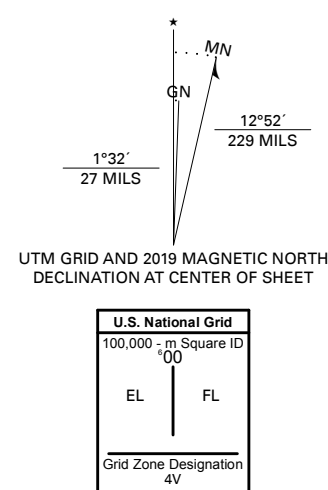 ★
MN
GN
12°52´
229 MILS
1°32´
27 MILS
UTM GRID AND 2019 MAGNETIC NORTH
DECLINATION AT CENTER OF SHEET
U.S. National Grid
100,000 - m Square ID
⁶00
EL FL
Grid Zone Designation
4V